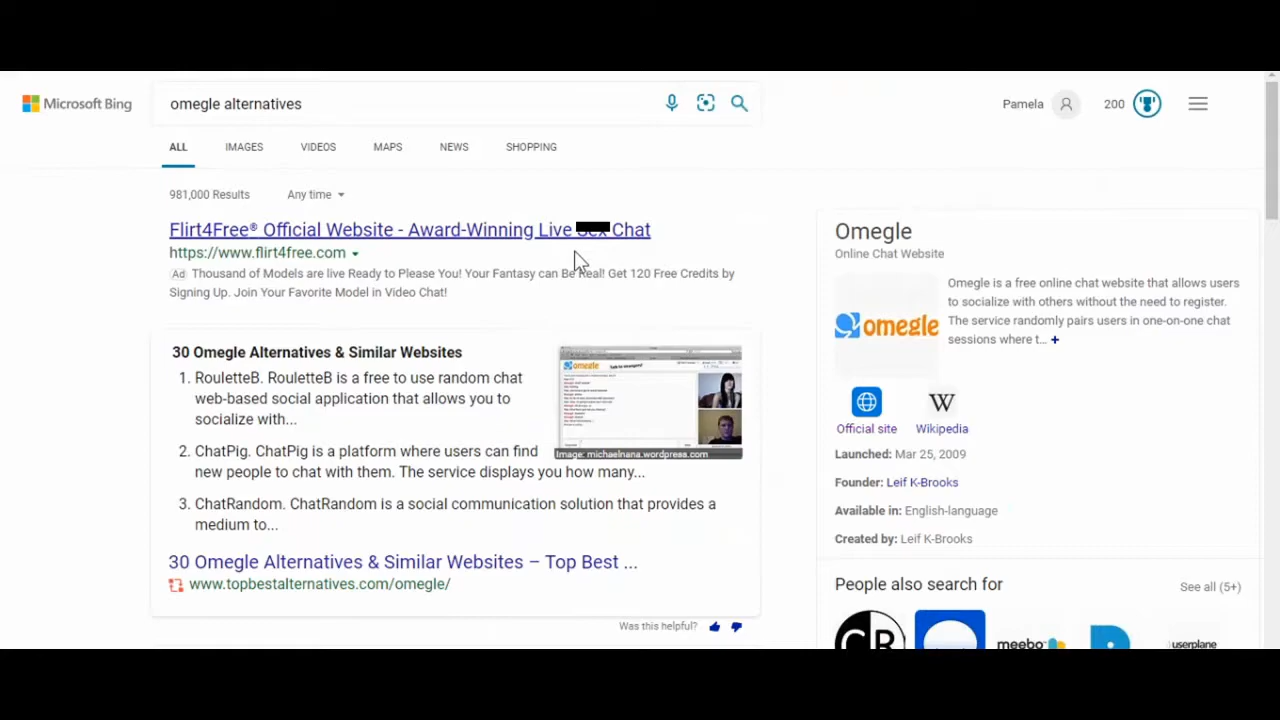 Microsoft Bing
omegle alternatives
Pamela
200
ALL IMAGES VIDEOS MAPS NEWS SHOPPING
981,000 Results Any time
Flirt4Free® Official Website - Award-Winning Live Sex Chat
https://www.flirt4free.com
Ad Thousand of Models are live Ready to Please You! Your Fantasy can Be Real! Get 120 Free Credits by
Signing Up. Join Your Favorite Model in Video Chat!
30 Omegle Alternatives & Similar Websites
1. RouletteB. RouletteB is a free to use random chat
web-based social application that allows you to
socialize with...
2. ChatPig. ChatPig is a platform where users can find
new people to chat with them. The service displays you how many...
3. ChatRandom. ChatRandom is a social communication solution that provides a
medium to...
omegle Talk to strangers!
Image: michaelnana.wordpress.com
30 Omegle Alternatives & Similar Websites – Top Best ...
www.topbestalternatives.com/omegle/
Was this helpful?
Omegle
Online Chat Website
omegle
Omegle is a free online chat website that allows users
to socialize with others without the need to register.
The service randomly pairs users in one-on-one chat
sessions where t... +
W
Official site Wikipedia
Launched: Mar 25, 2009
Founder: Leif K-Brooks
Available in: English-language
Created by: Leif K-Brooks
People also search for See all (5+)
CR
meebo
userplane